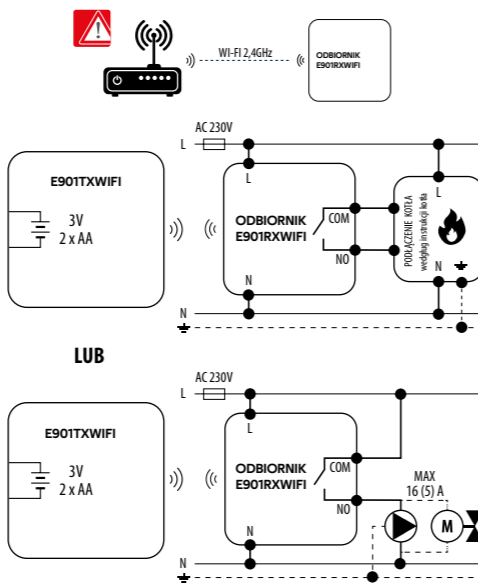 WI-FI 2,4GHz
ODBIORNIK
E901RXWIFI
L
AC 230V
E901TXWIFI
3V
2 x AA
L
ODBIORNIK
E901RXWIFI
COM
NO
N
L
PODŁĄCZENIE KOTŁA
według instrukcji kotła
N
N
LUB
L
AC 230V
E901TXWIFI
3V
2 x AA
L
ODBIORNIK
E901RXWIFI
COM
NO
N
MAX
16 (5) A
M
N